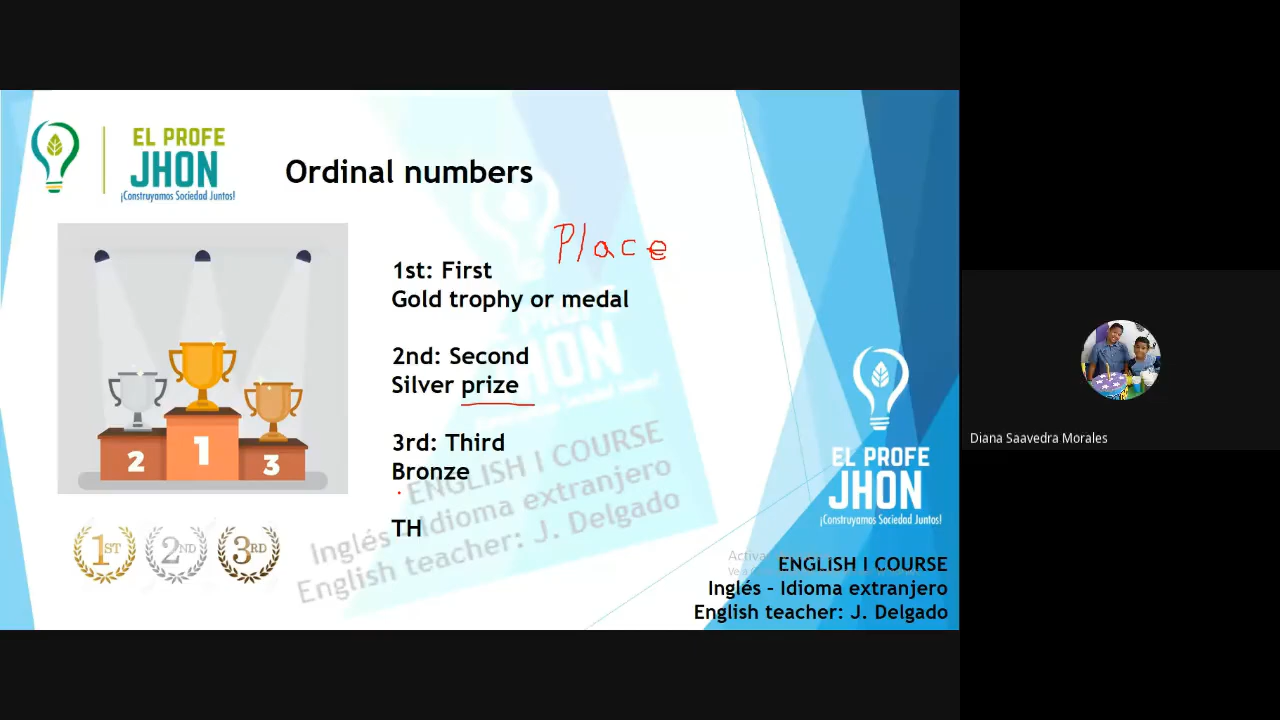 EL PROFE
JHON
¡Construyamos Sociedad Juntos!
Ordinal numbers
Place
1st: First
Gold trophy or medal
2nd: Second
Silver prize
3rd: Third
Bronze
TH
2
1
3
1ST
2ND
3RD
JHON
ENGLISH I COURSE
Inglés - Idioma extranjero
English teacher: J. Delgado
EL PROFE
JHON
¡Construyamos Sociedad Juntos!
ENGLISH I COURSE
Inglés – Idioma extranjero
English teacher: J. Delgado
Diana Saavedra Morales